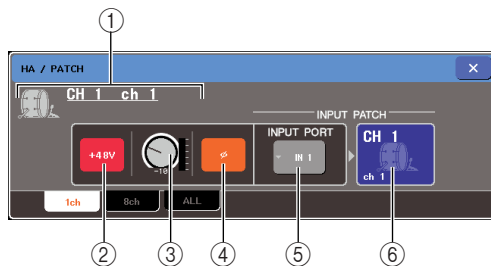 ①
HA / PATCH
CH 1 ch 1
INPUT PATCH
INPUT PORT
CH 1
+48V
-10
ø
IN 1
ch 1
1ch
8ch
ALL
② ③ ④ ⑤ ⑥